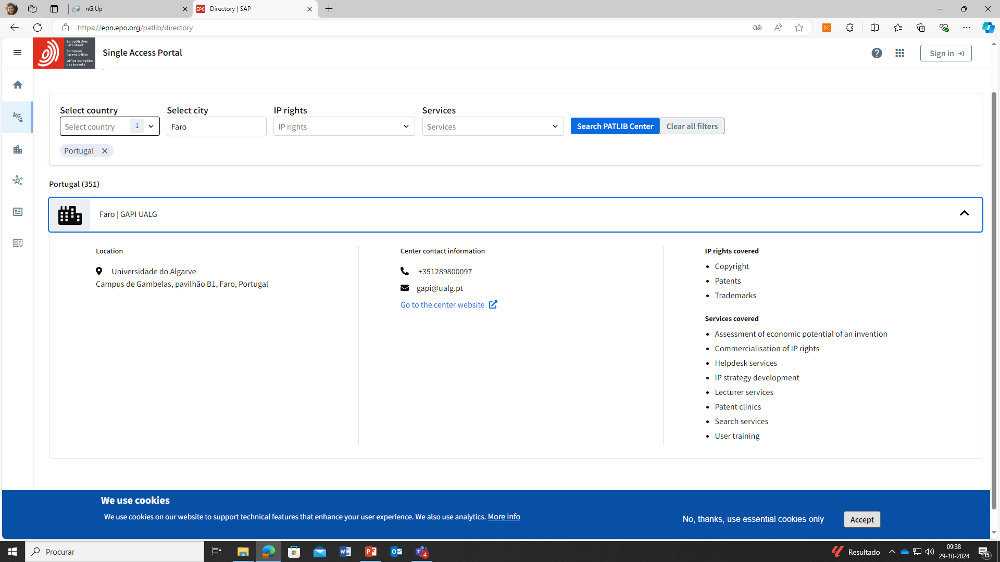 nG.Up
Directory | SAP
https://epn.epo.org/patlib/directory
Europäisches
Patentamt
European
Patent Office
Office européen
des brevets
Single Access Portal
Sign in
Select country
Select city
IP rights
Services
Select country
1
Faro
IP rights
Services
Search PATLIB Center
Clear all filters
Portugal
Portugal (351)
Faro | GAPI UALG
Location
Universidade do Algarve
Campus de Gambelas, pavilhão B1, Faro, Portugal
Center contact information
+351289800097
gapi@ualg.pt
Go to the center website
IP rights covered
Copyright
Patents
Trademarks
Services covered
Assessment of economic potential of an invention
Commercialisation of IP rights
Helpdesk services
IP strategy development
Lecturer services
Patent clinics
Search services
User training
We use cookies
We use cookies on our website to support technical features that enhance your user experience. We also use analytics. More info
No, thanks, use essential cookies only
Accept
Procurar
4
Resultado
09:38
29-10-2024
15